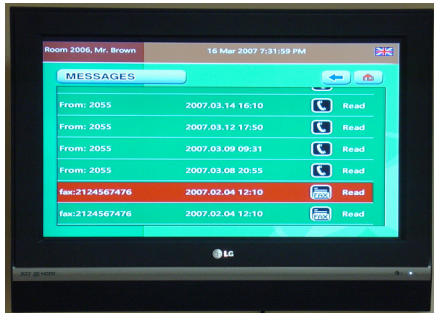 Room 2006, Mr. Brown 16 Mar 2007 7:31:59 PM
MESSAGES
From: 2055 2007.03.14 16:10 Read
From: 2055 2007.03.12 17:50 Read
From: 2055 2007.03.09 09:31 Read
From: 2055 2007.03.08 20:55 Read
fax:2124567476 2007.02.04 12:10 FAX Read
fax:2124567476 2007.02.04 12:10 FAX Read
LG